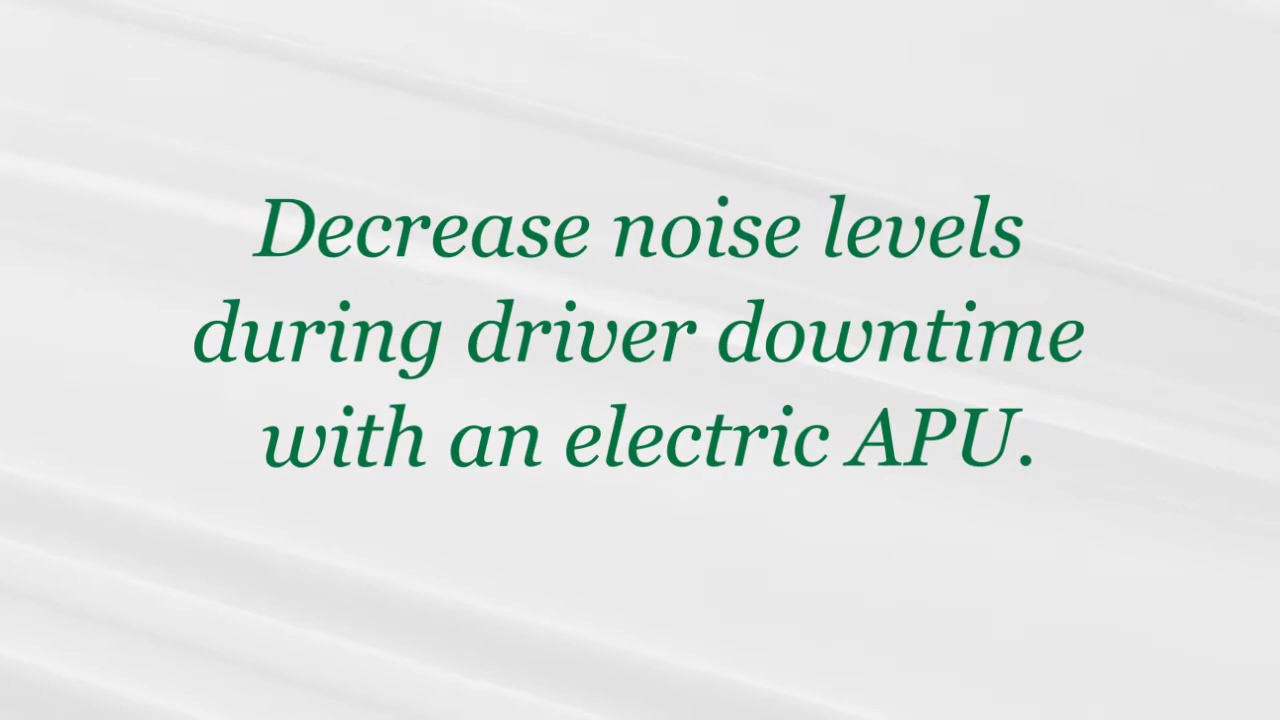 Decrease noise levels
during driver downtime
with an electric APU.